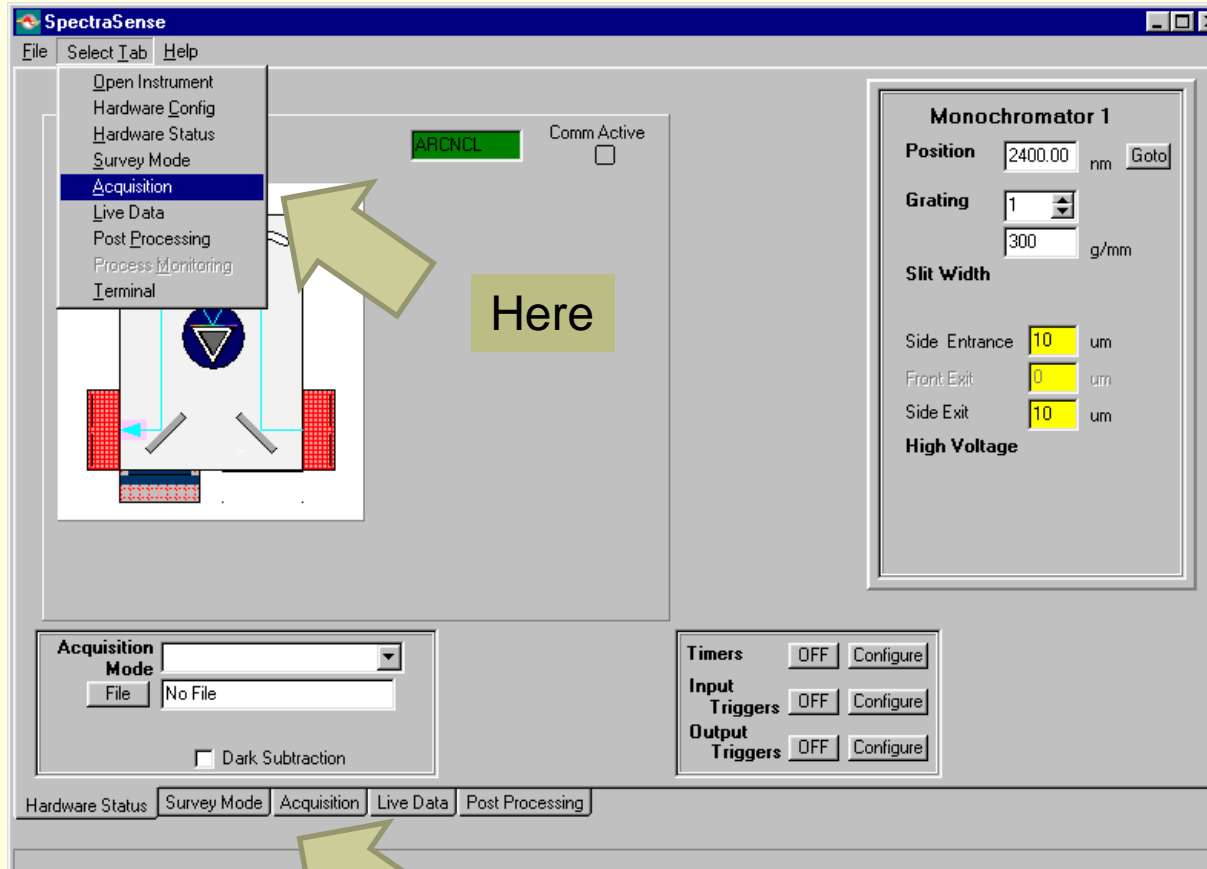 SpectraSense
File Select Tab Help
Open Instrument
Hardware Config
Hardware Status
Survey Mode
Acquisition
Live Data
Post Processing
Process Monitoring
Terminal
ARCNCL
Comm Active
Here
Monochromator 1
Position 2400.00 nm Goto
Grating 1
300 g/mm
Slit Width
Side Entrance 10 um
Front Exit 0 um
Side Exit 10 um
High Voltage
Acquisition
Mode
File No File
Dark Subtraction
Timers OFF Configure
Input
Triggers OFF Configure
Output
Triggers OFF Configure
Hardware Status Survey Mode Acquisition Live Data Post Processing